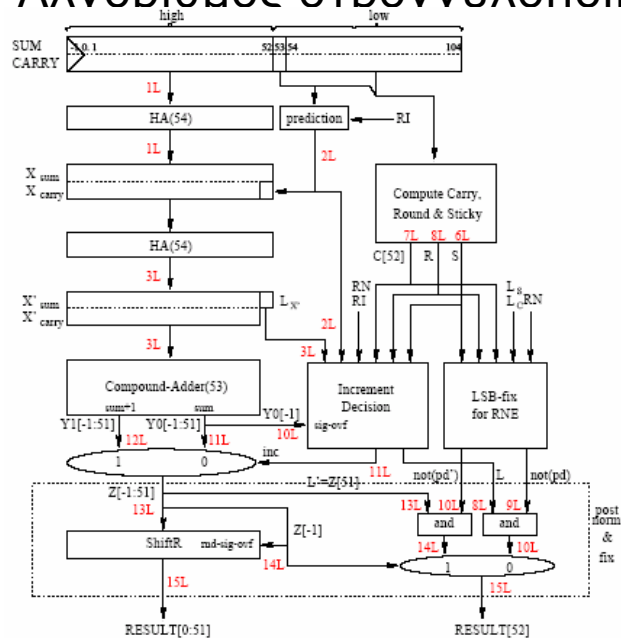 high low
SUM -1 0. 1 52 53 54 104
CARRY
1L
HA(54) prediction RI
1L 2L
X sum
X carry
Compute Carry,
Round & Sticky
7L 8L 6L
HA(54)
C[52] R S
3L
RN
RI
L S
L C RN
X' sum L X'
X' carry
2L
3L 3L
Compound-Adder(53)
sum+1 sum
Increment
Decision
sig-ovf
LSB-fix
for RNE
Y1[-1:51] Y0[-1:51] Y0[-1]
12L 11L 10L
1 0 inc
11L not(pd') L not(pd)
Z[-1:51] L'=Z[51]
13L 13L 10L 8L 9L
post
norm
&
fix
Z[-1] and and
ShiftR rnd-sig-ovf
14L 14L 10L
1 0
15L 15L
RESULT[0:51] RESULT[52]